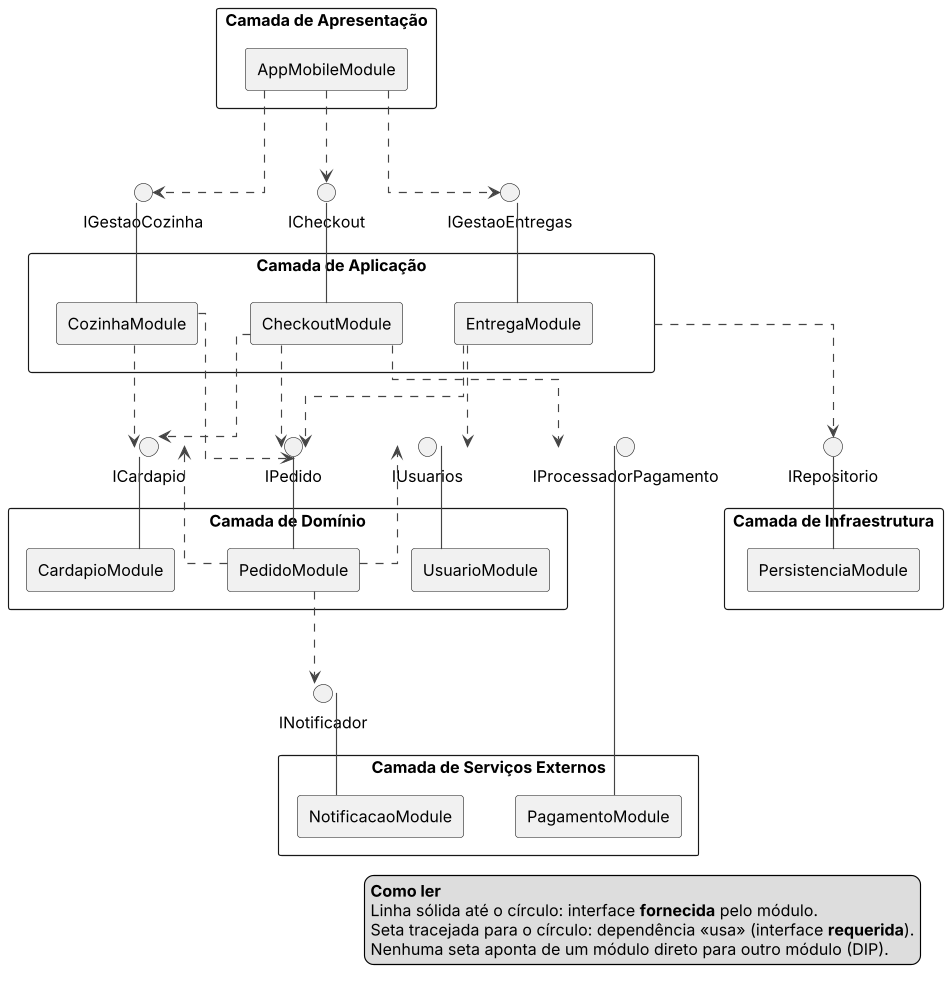 Camada de Apresentação
AppMobileModule
IGestaoCozinha
ICheckout
IGestaoEntregas
Camada de Aplicação
CozinhaModule
CheckoutModule
EntregaModule
ICardapio
IPedido
IUsuarios
IProcessadorPagamento
IRepositorio
Camada de Domínio
Camada de Infraestrutura
CardapioModule
PedidoModule
UsuarioModule
PersistenciaModule
INotificador
Camada de Serviços Externos
NotificacaoModule
PagamentoModule
Como ler
Linha sólida até o círculo: interface fornecida pelo módulo.
Seta tracejada para o círculo: dependência «usa» (interface requerida).
Nenhuma seta aponta de um módulo direto para outro módulo (DIP).